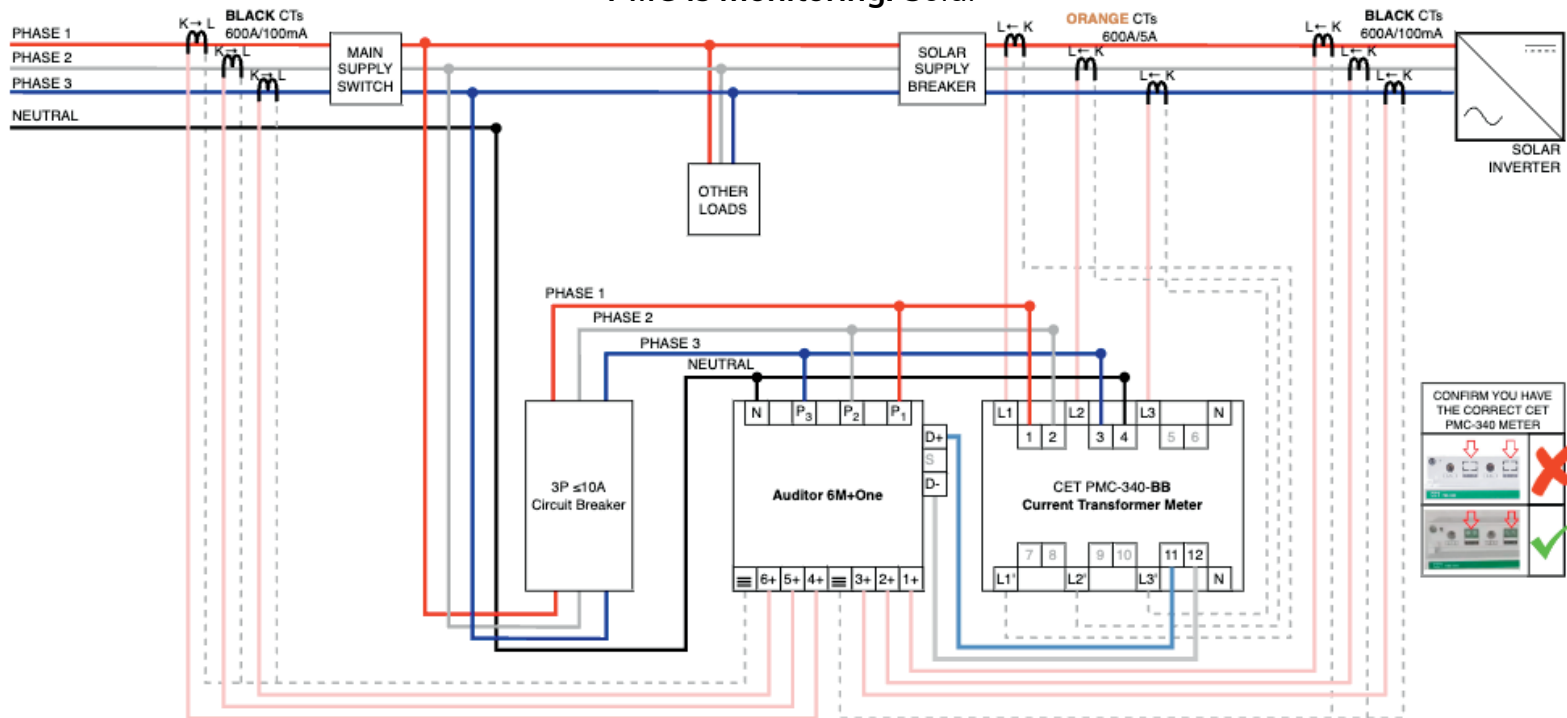 BLACK CTs
600A/100mA
K→ L
K→ L
K→L
PHASE 1
PHASE 2
PHASE 3
NEUTRAL
MAIN
SUPPLY
SWITCH
SOLAR
SUPPLY
BREAKER
ORANGE CTs
600A/5A
L← K
L← K
L← K
BLACK CTs
600A/100mA
L← K
L← K
L← K
SOLAR
INVERTER
OTHER
LOADS
PHASE 1
PHASE 2
PHASE 3
NEUTRAL
3P ≤10A
Circuit Breaker
N P3 P2 P1
D+
S
D-
Auditor 6M+One
6+ 5+ 4+ 3+ 2+ 1+
L1 L2 L3 N
1 2 3 4 5 6
CET PMC-340-BB
Current Transformer Meter
7 8 9 10 11 12
L1' L2' L3' N
CONFIRM YOU HAVE
THE CORRECT CET
PMC-340 METER